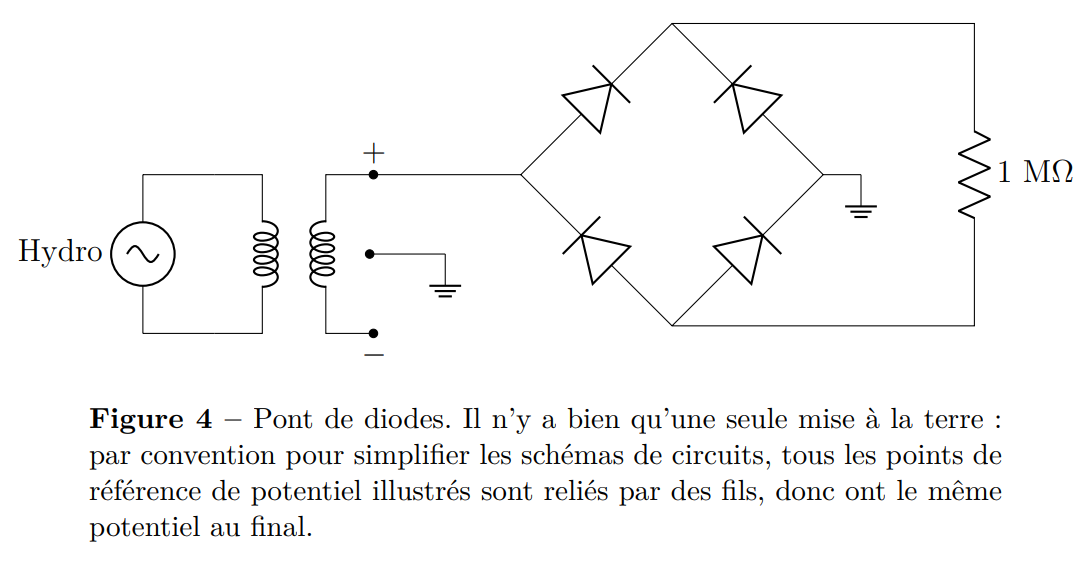 +
Hydro
1 MΩ
−
Figure 4 – Pont de diodes. Il n'y a bien qu'une seule mise à la terre :
par convention pour simplifier les schémas de circuits, tous les points de
référence de potentiel illustrés sont reliés par des fils, donc ont le même
potentiel au final.